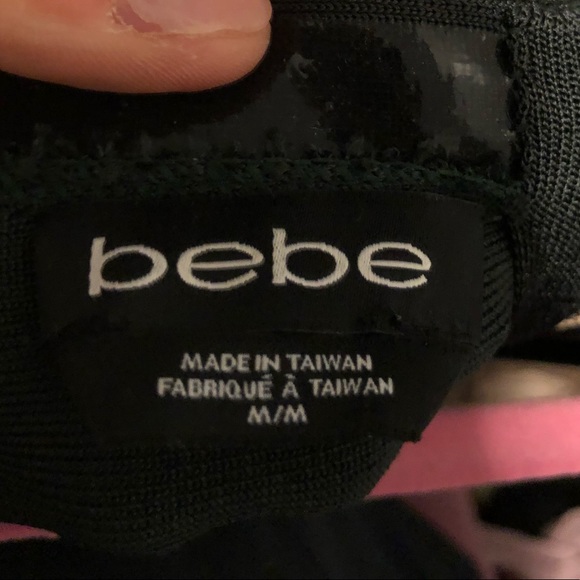 bebe
MADE IN TAIWAN
FABRIQUÉ À TAIWAN
M/M